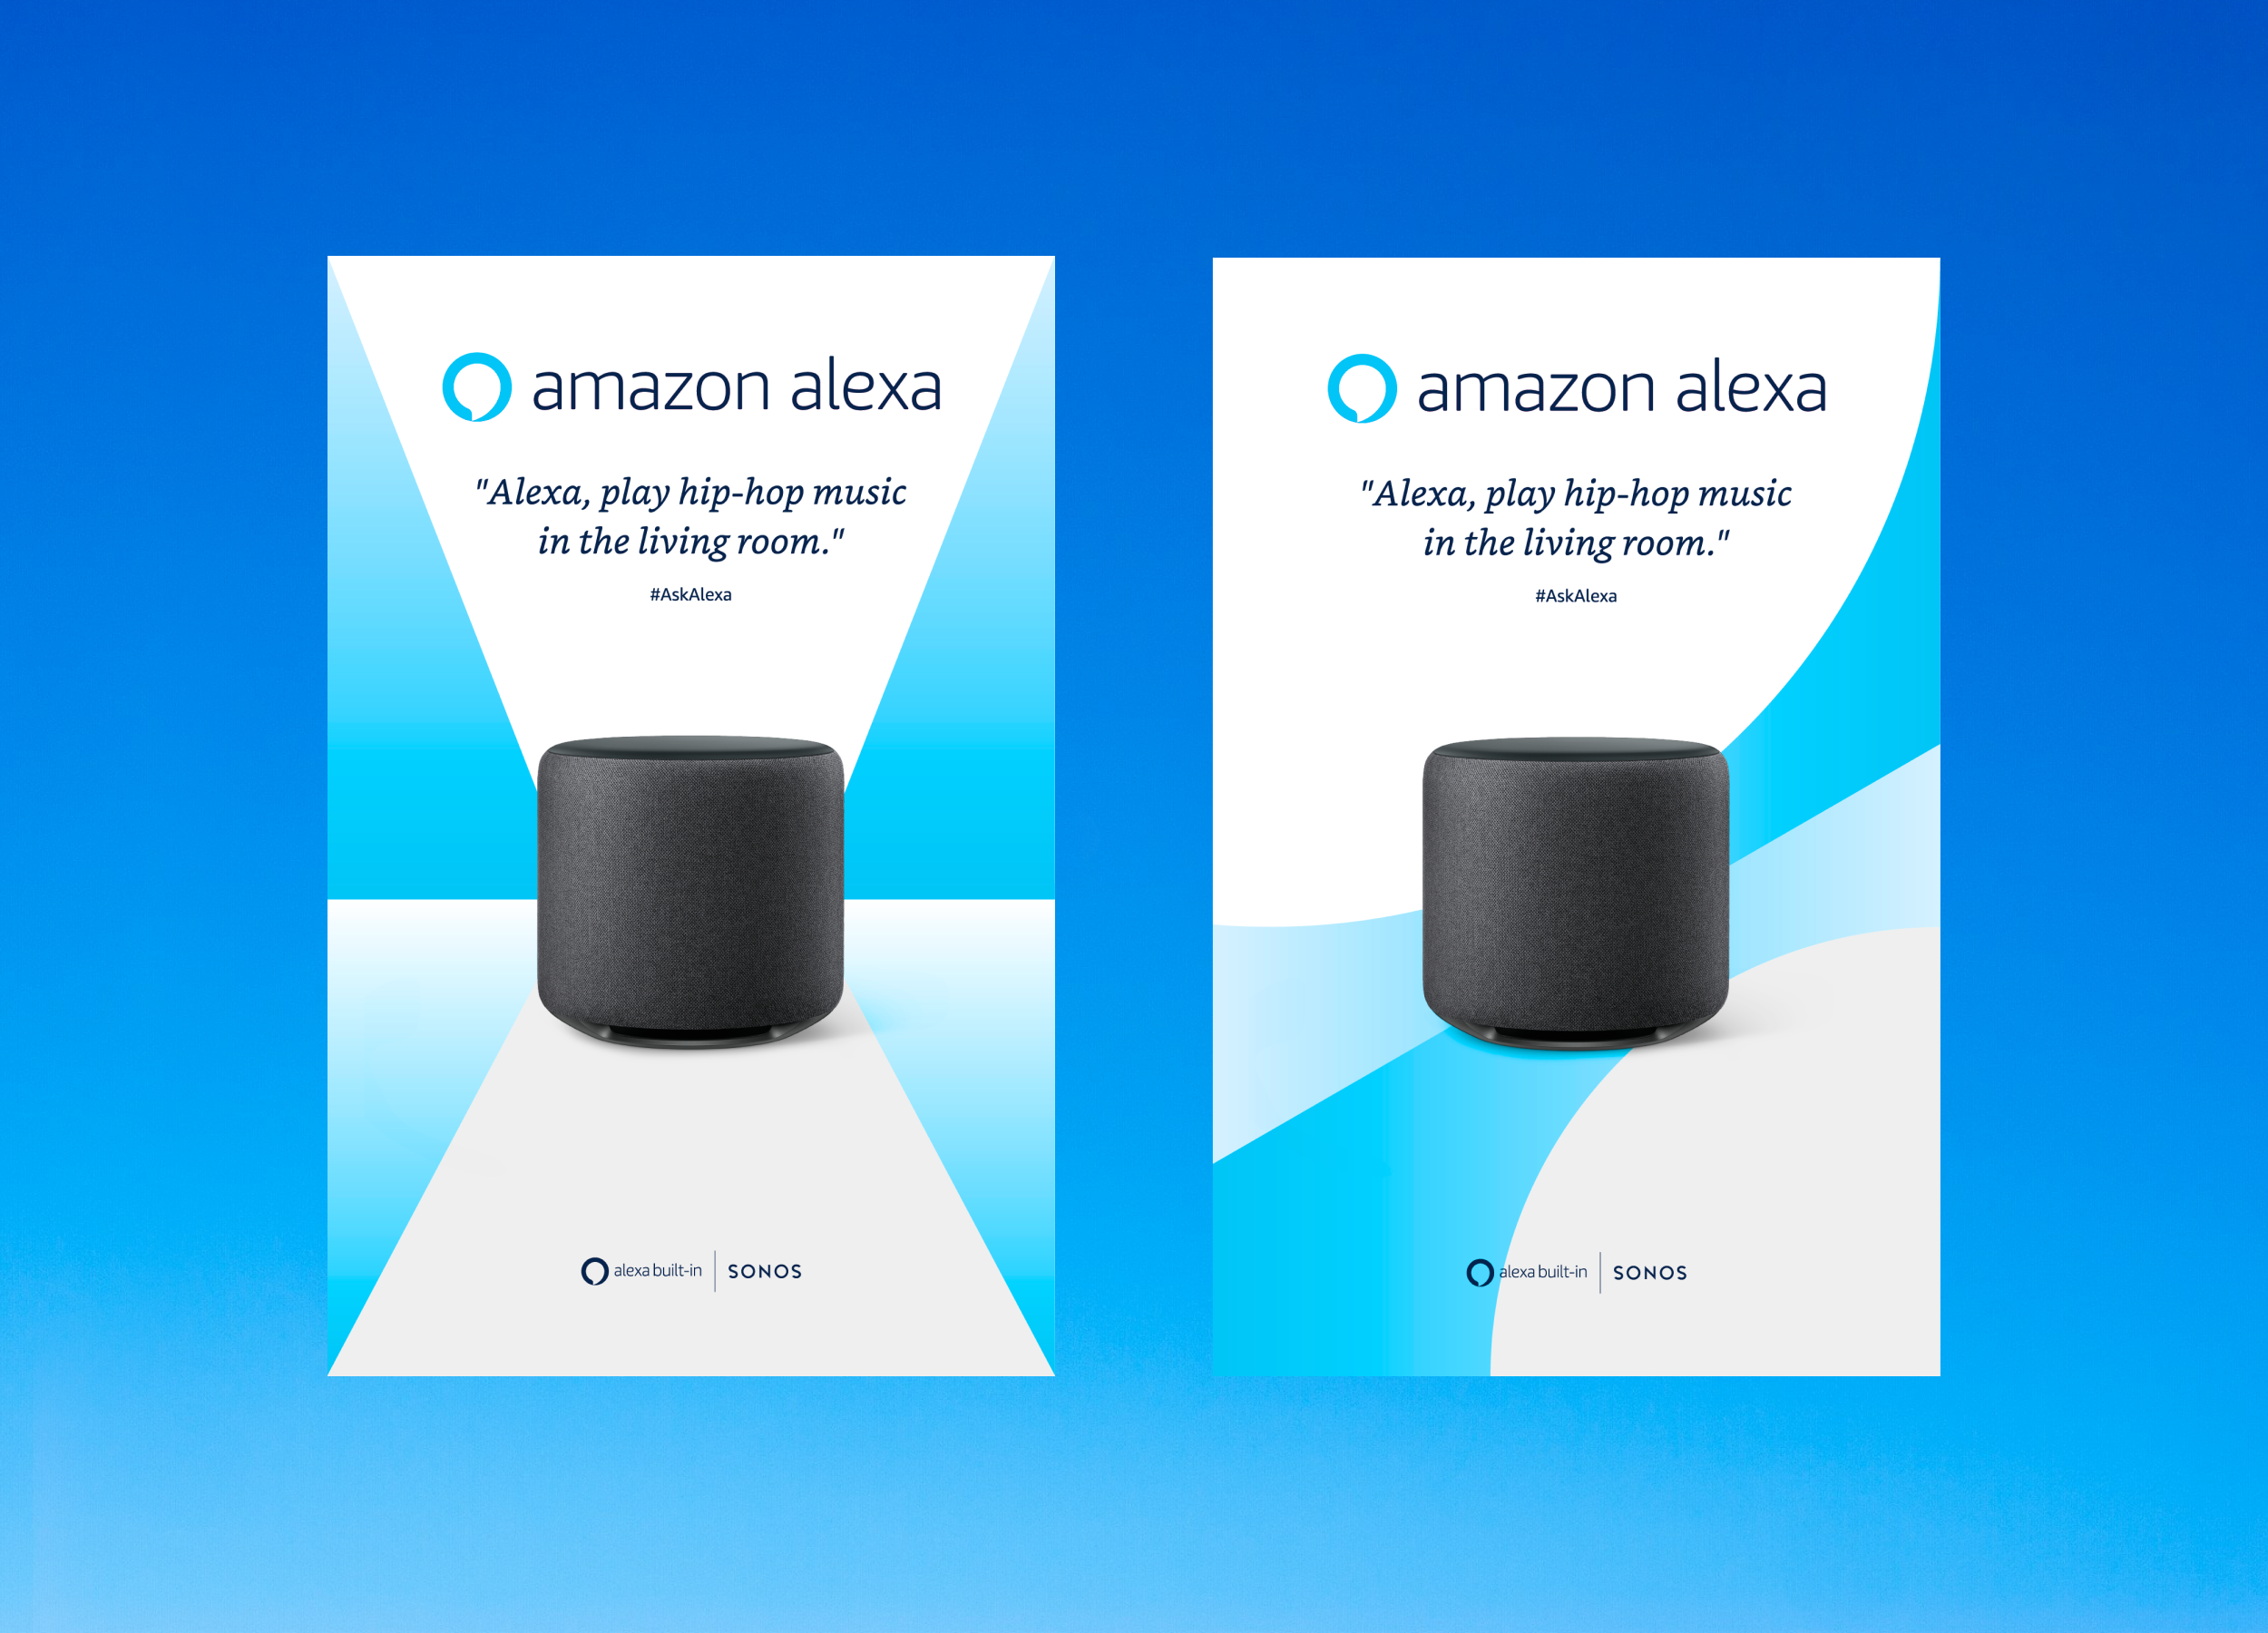 amazon alexa
"Alexa, play hip-hop music
in the living room."
#AskAlexa
alexa built-in | SONOS
amazon alexa
"Alexa, play hip-hop music
in the living room."
#AskAlexa
alexa built-in | SONOS